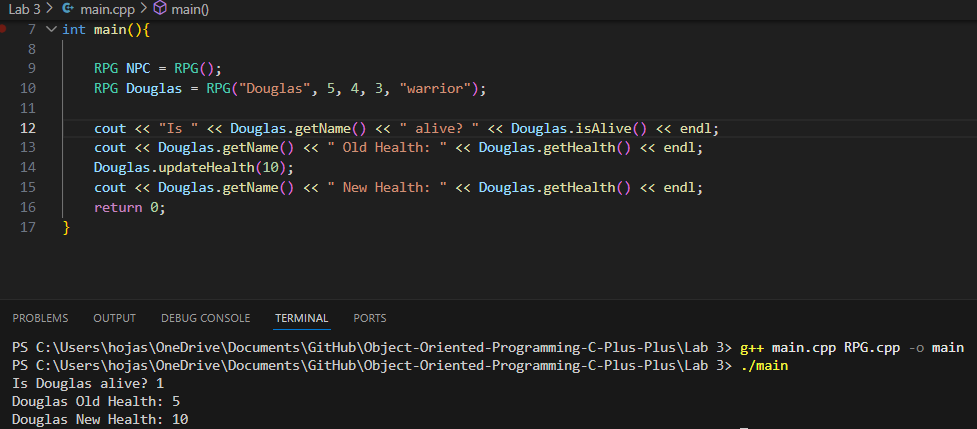 Lab 3 > main.cpp > main()
7 int main(){
8
9 RPG NPC = RPG();
10 RPG Douglas = RPG("Douglas", 5, 4, 3, "warrior");
11
12 cout << "Is " << Douglas.getName() << " alive? " << Douglas.isAlive() << endl;
13 cout << Douglas.getName() << " Old Health: " << Douglas.getHealth() << endl;
14 Douglas.updateHealth(10);
15 cout << Douglas.getName() << " New Health: " << Douglas.getHealth() << endl;
16 return 0;
17 }
PROBLEMS OUTPUT DEBUG CONSOLE TERMINAL PORTS
PS C:\Users\hojas\OneDrive\Documents\GitHub\Object-Oriented-Programming-C-Plus-Plus\Lab 3> g++ main.cpp RPG.cpp -o main
PS C:\Users\hojas\OneDrive\Documents\GitHub\Object-Oriented-Programming-C-Plus-Plus\Lab 3> ./main
Is Douglas alive? 1
Douglas Old Health: 5
Douglas New Health: 10